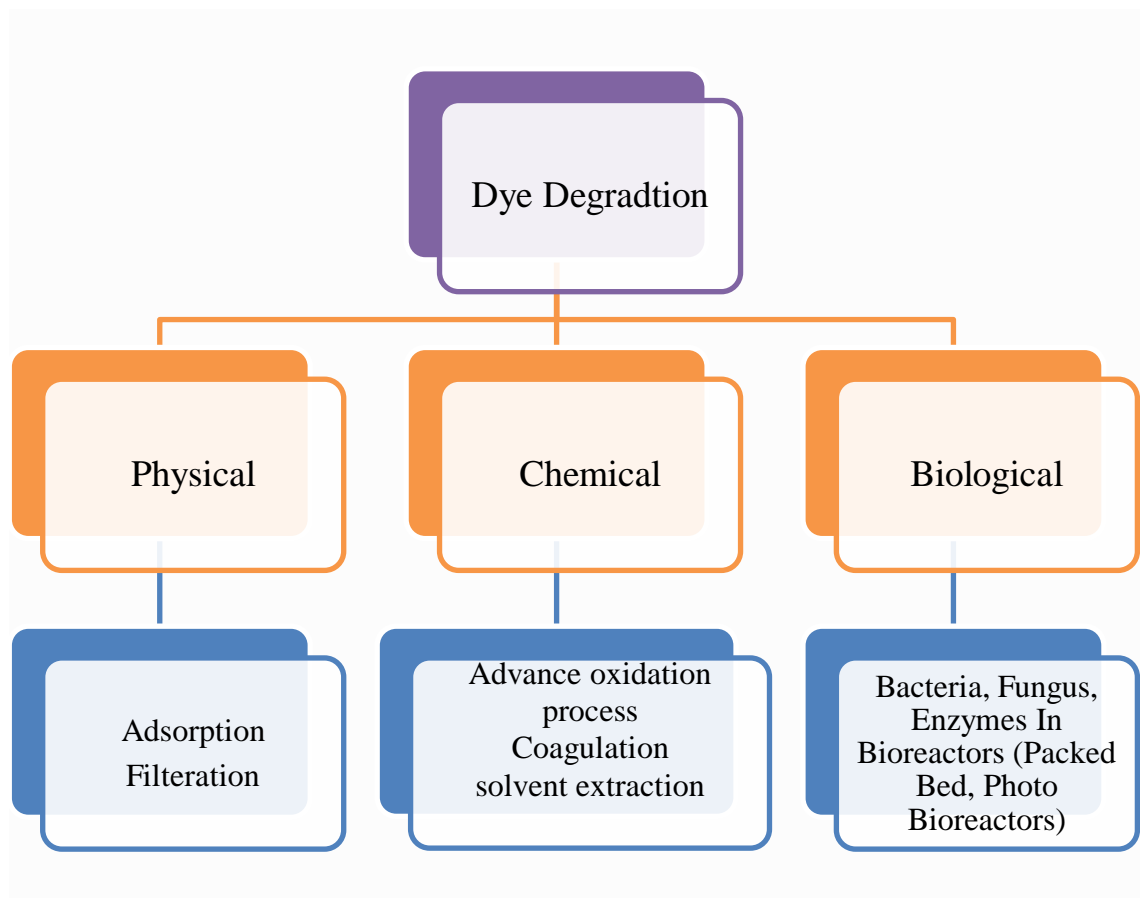 Dye Degradtion
Physical
Chemical
Biological
Adsorption
Filteration
Advance oxidation
process
Coagulation
solvent extraction
Bacteria, Fungus,
Enzymes In
Bioreactors (Packed
Bed, Photo
Bioreactors)